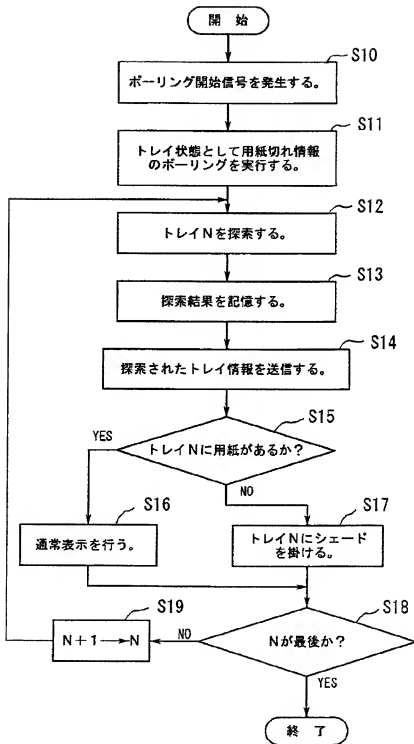 開 始
S10
ポーリング開始信号を発生する。
S11
トレイ状態として用紙切れ情報
のポーリングを実行する。
S12
トレイNを探索する。
S13
探索結果を記憶する。
S14
探索されたトレイ情報を送信する。
S15
トレイNに用紙があるか?
YES
NO
S16
通常表示を行う。
S17
トレイNにシェード
を掛ける。
S18
Nが最後か?
NO
YES
S19
N+1→N
終 了